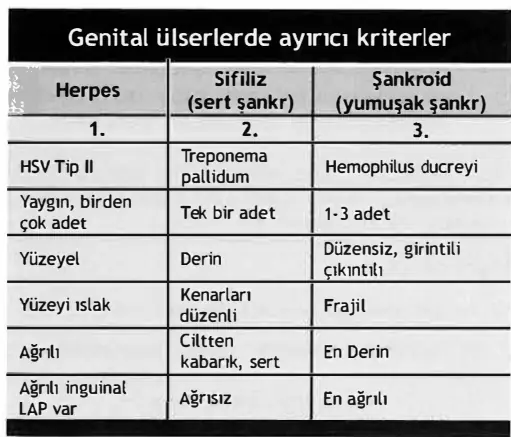 Genital ülserlerde ayırıcı kriterler
Herpes
Sifiliz
(sert şankr)
Şankroid
(yumuşak şankr)
1.
2.
3.
HSV Tip II
Treponema
pallidum
Hemophilus ducreyi
Yaygın, birden
çok adet
Tek bir adet
1-3 adet
Yüzeyel
Derin
Düzensiz, girintili
çıkıntılı
Yüzeyi ıslak
Kenarları
düzenli
Frajil
Ağrılı
Ciltten
kabarık, sert
En Derin
Ağrılı inguinal
LAP var
Ağrısız
En ağrılı